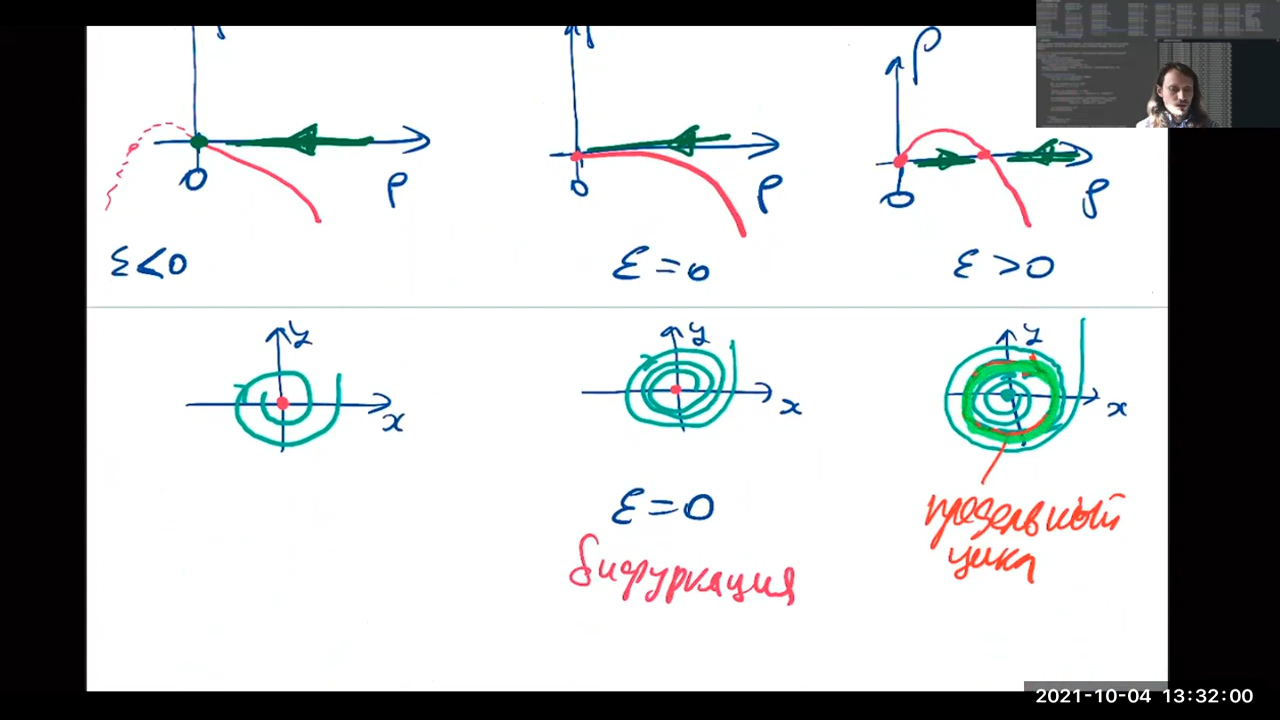 ρ
0
ρ
0
ρ
0
ρ
ε<0
ε=0
ε>0
y
x
y
x
y
x
ε=0
бифуркация
предельный
цикл
2021-10-04 13:32:00